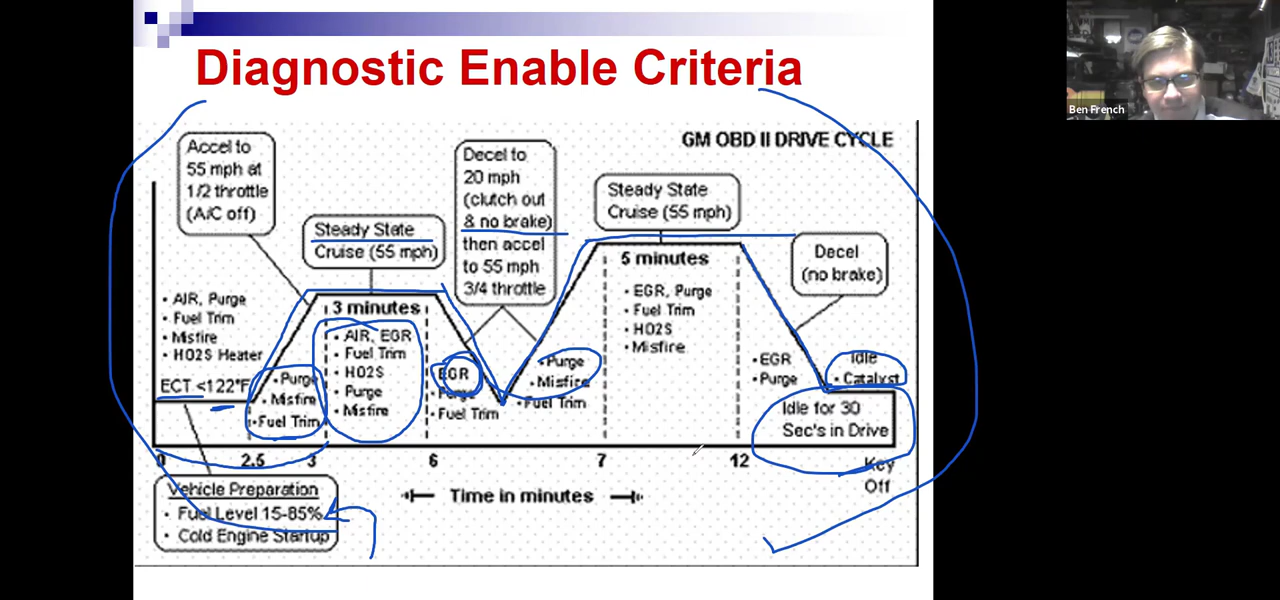 Diagnostic Enable Criteria
Ben French
GM OBD II DRIVE CYCLE
Accel to
55 mph at
1/2 throttle
(A/C off)
Steady State
Cruise (55 mph)
Decel to
20 mph
(clutch out
& no brake)
then accel
to 55 mph
3/4 throttle
Steady State
Cruise (55 mph)
Decel
(no brake)
• AIR, Purge
• Fuel Trim
• Misfire
• HO2S Heater
ECT <122°F
• Purge
• Misfire
• Fuel Trim
3 minutes
• AIR, EGR
• Fuel Trim
• HO2S
• Purge
• Misfire
EGR
• Purge
• Fuel Trim
• Purge
• Misfire
• Fuel Trim
5 minutes
• EGR, Purge
• Fuel Trim
• HO2S
• Misfire
• EGR
• Purge
Idle
• Catalyst
Idle for 30
Sec's in Drive
0 2.5 3 6 7 12 Key
Off
Time in minutes
Vehicle Preparation
• Fuel Level 15-85%
• Cold Engine Startup